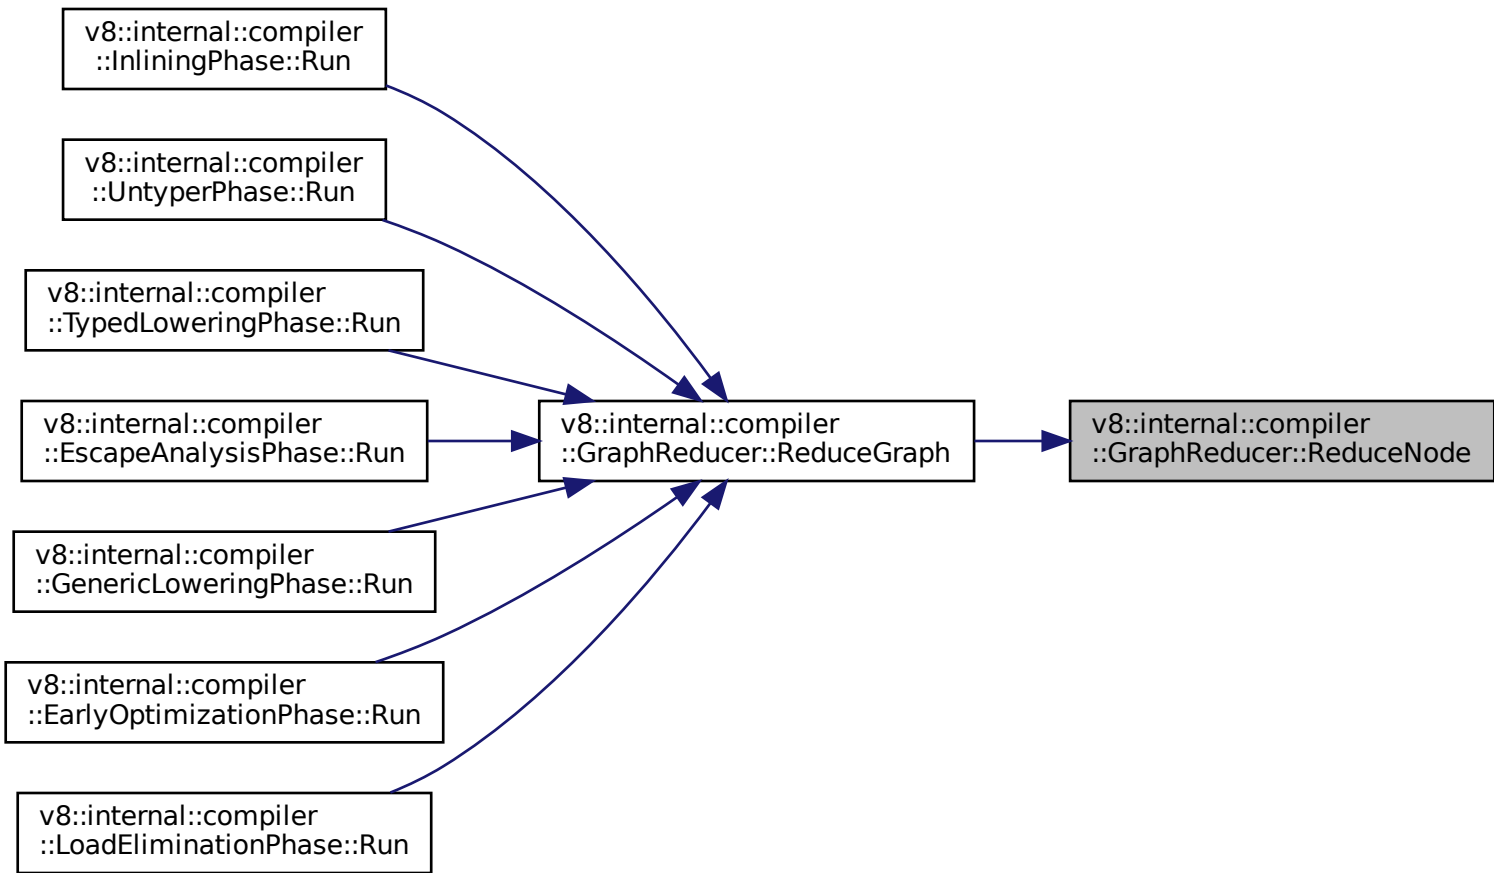 v8::internal::compiler
::InliningPhase::Run
v8::internal::compiler
::UntyperPhase::Run
v8::internal::compiler
::TypedLoweringPhase::Run
v8::internal::compiler
::EscapeAnalysisPhase::Run
v8::internal::compiler
::GenericLoweringPhase::Run
v8::internal::compiler
::EarlyOptimizationPhase::Run
v8::internal::compiler
::LoadEliminationPhase::Run
v8::internal::compiler
::GraphReducer::ReduceGraph
v8::internal::compiler
::GraphReducer::ReduceNode